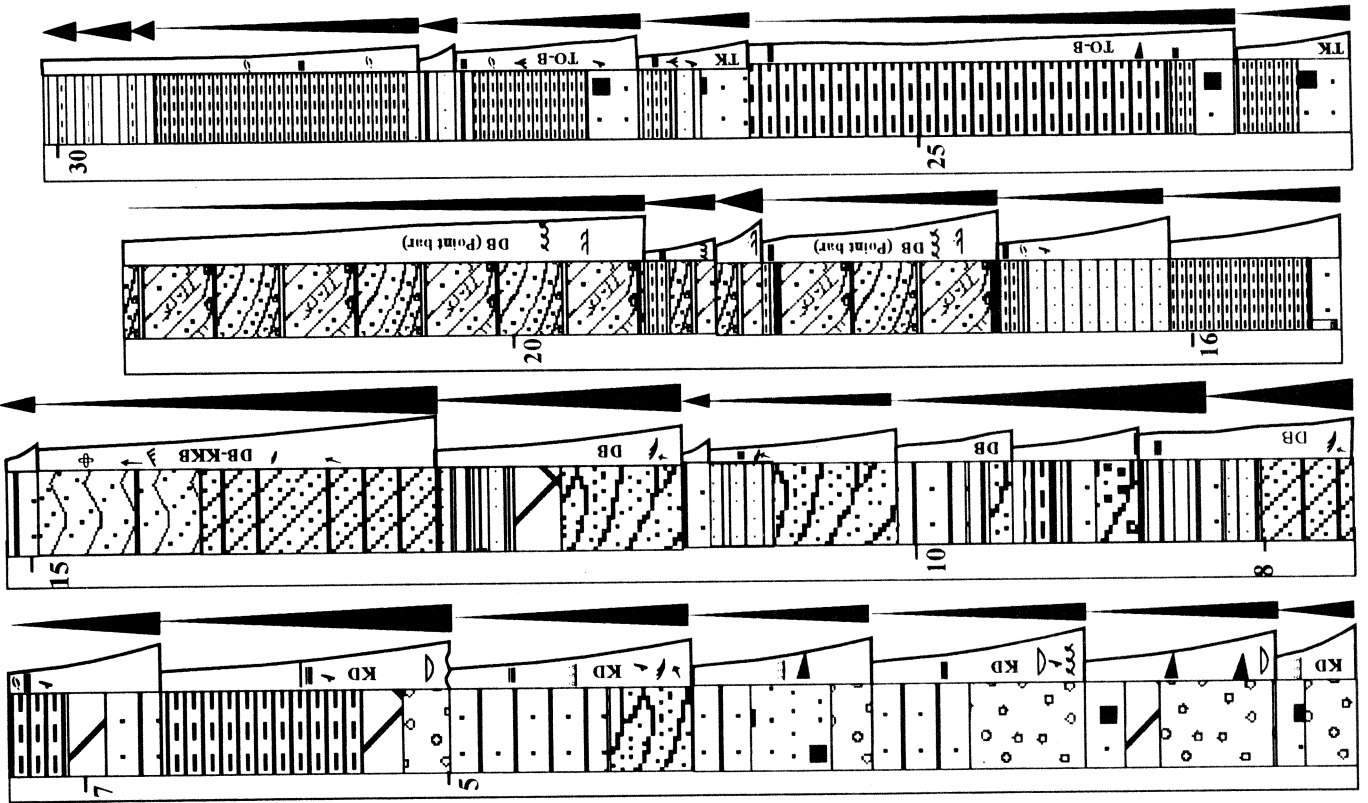 TO-B TK TO-B TK
30 25
DB (Point bar) DB (Point bar)
20 16
DB-KKB DB DB DB
15 10 8
KD KD KD KD
7 5